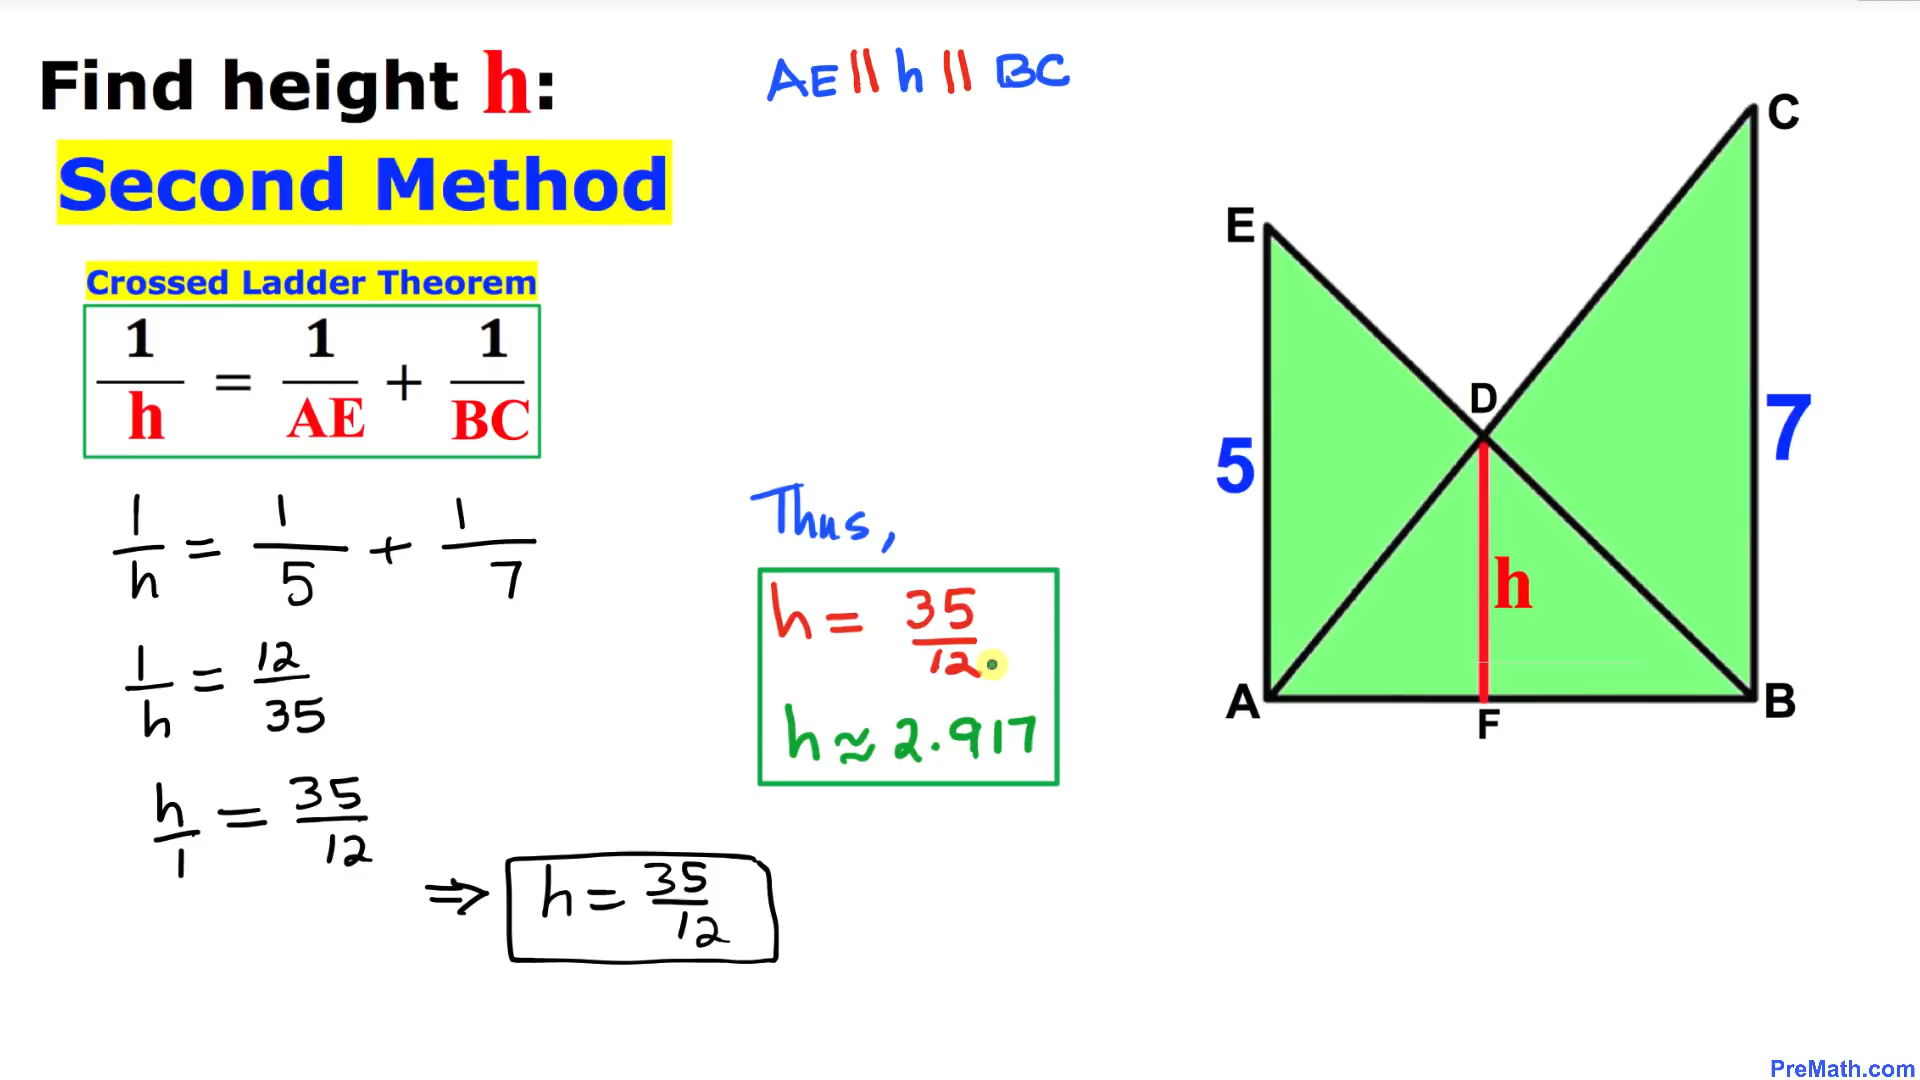 Find height h:
AE || h || BC
Second Method
Crossed Ladder Theorem
1/h = 1/AE + 1/BC
1/h = 1/5 + 1/7
1/h = 12/35
h/1 = 35/12
⇒ h = 35/12
Thus,
h = 35/12
h ≈ 2.917
C
E
D
5
7
h
A
F
B
PreMath.com